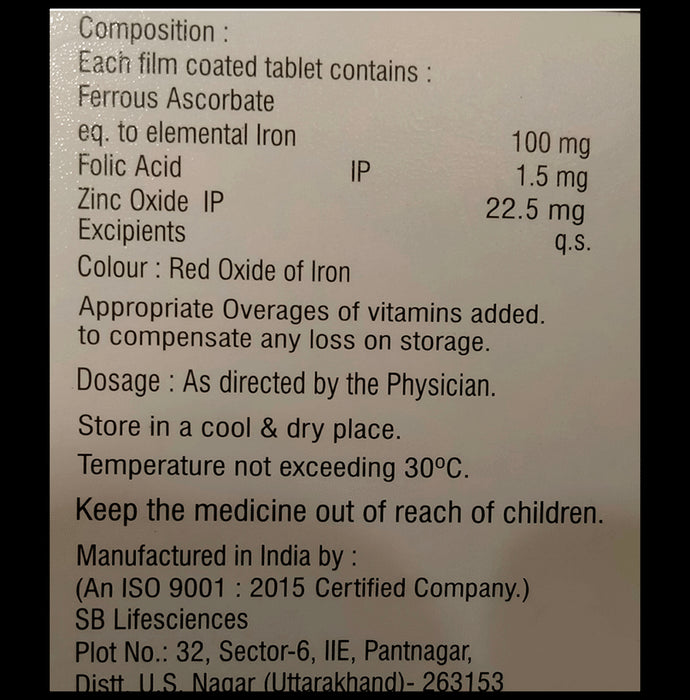 Composition :
Each film coated tablet contains :
Ferrous Ascorbate
eq. to elemental Iron 100 mg
Folic Acid IP 1.5 mg
Zinc Oxide IP 22.5 mg
Excipients q.s.
Colour : Red Oxide of Iron
Appropriate Overages of vitamins added.
to compensate any loss on storage.
Dosage : As directed by the Physician.
Store in a cool & dry place.
Temperature not exceeding 30ºC.
Keep the medicine out of reach of children.
Manufactured in India by :
(An ISO 9001 : 2015 Certified Company.)
SB Lifesciences
Plot No.: 32, Sector-6, IIE, Pantnagar,
Distt. U.S. Nagar (Uttarakhand)- 263153